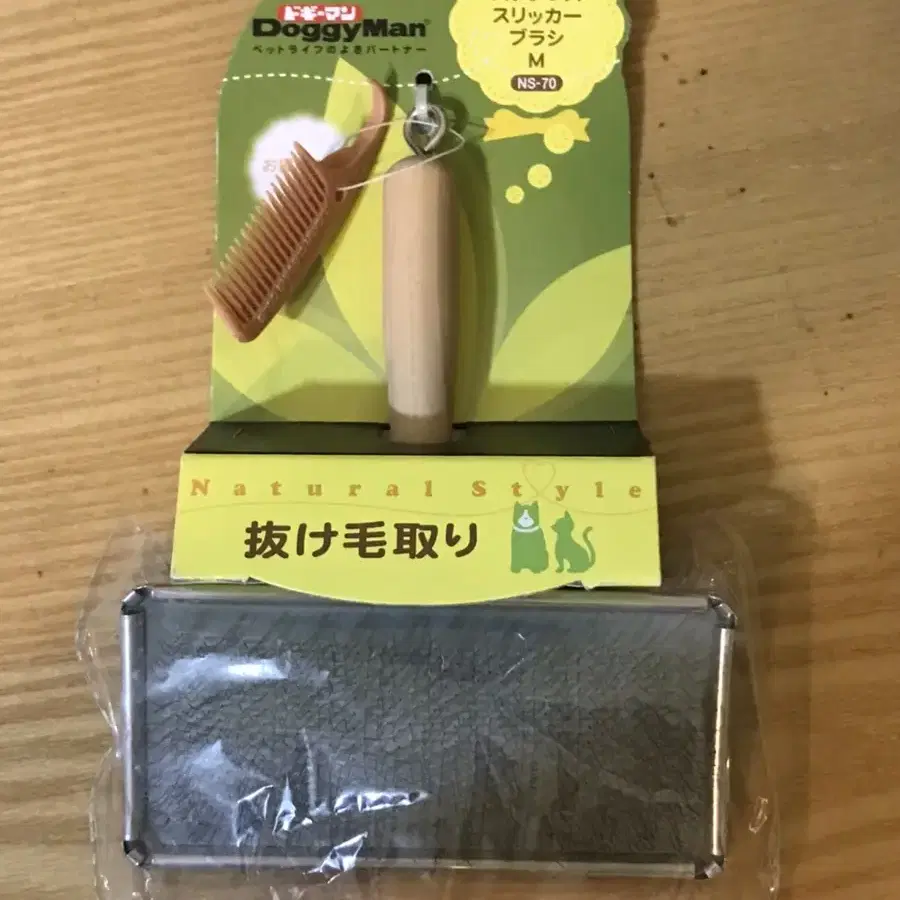 ドギーマン
DoggyMan®
ペットライフのよきパートナー
スリッカー
ブラシ
M
NS-70
お
Natural Style
抜け毛取り